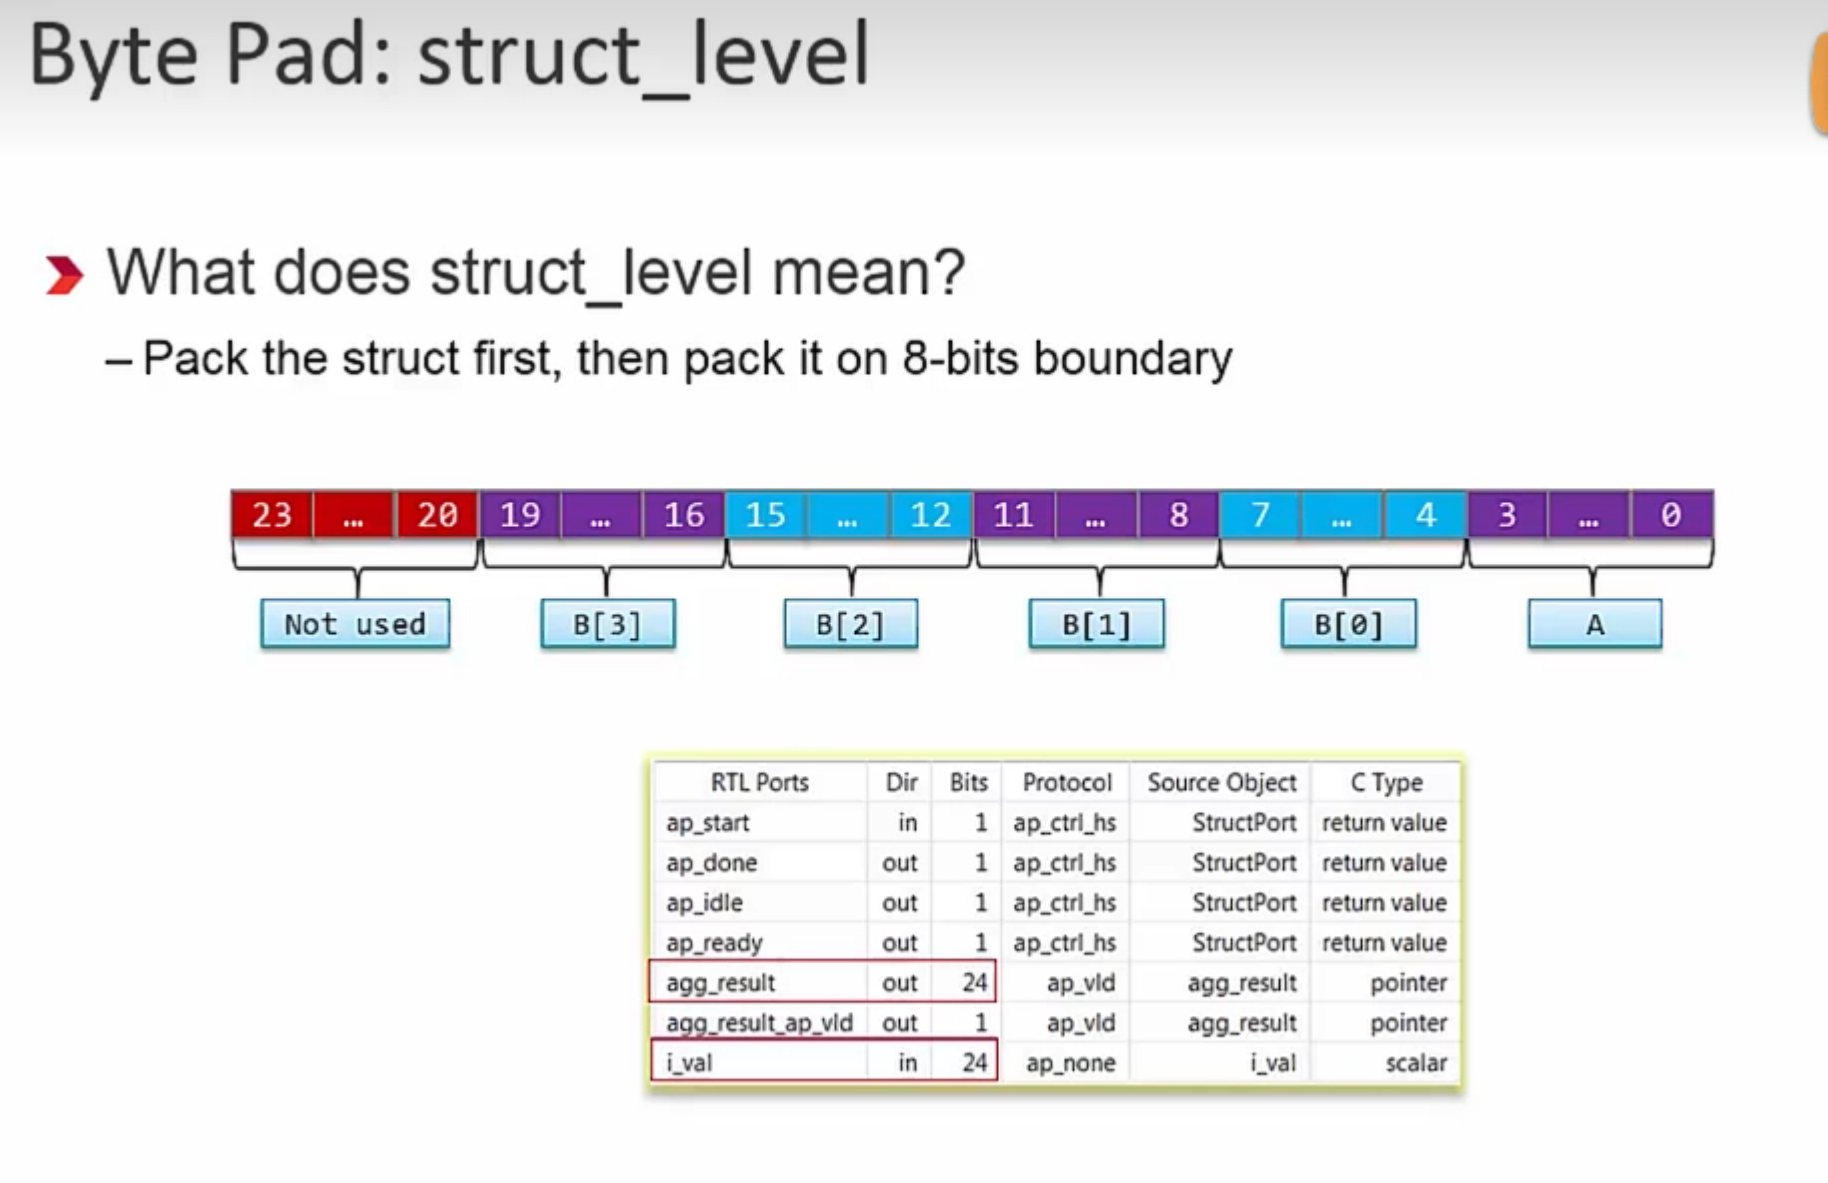 Byte Pad: struct_level
What does struct_level mean?
– Pack the struct first, then pack it on 8-bits boundary
23 ... 20 19 ... 16 15 ... 12 11 ... 8 7 ... 4 3 ... 0
Not used B[3] B[2] B[1] B[0] A
RTL Ports Dir Bits Protocol Source Object C Type
ap_start in 1 ap_ctrl_hs StructPort return value
ap_done out 1 ap_ctrl_hs StructPort return value
ap_idle out 1 ap_ctrl_hs StructPort return value
ap_ready out 1 ap_ctrl_hs StructPort return value
agg_result out 24 ap_vld agg_result pointer
agg_result_ap_vld out 1 ap_vld agg_result pointer
i_val in 24 ap_none i_val scalar